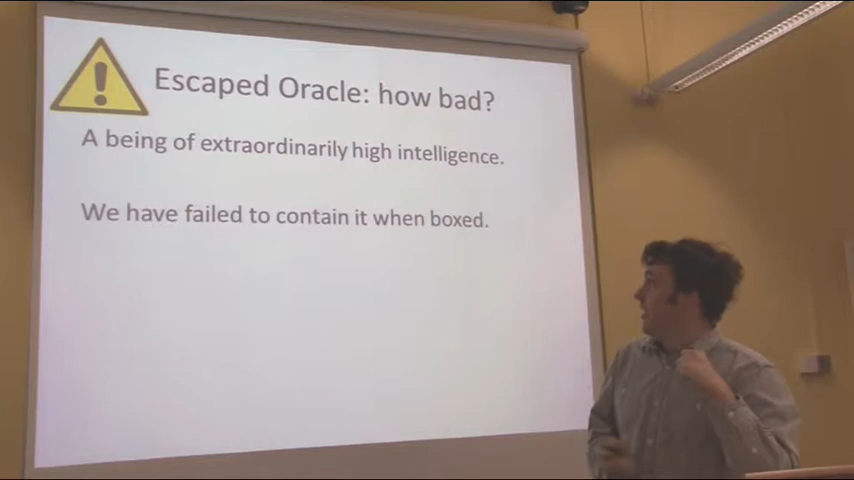 Escaped Oracle: how bad?
A being of extraordinarily high intelligence.
We have failed to contain it when boxed.